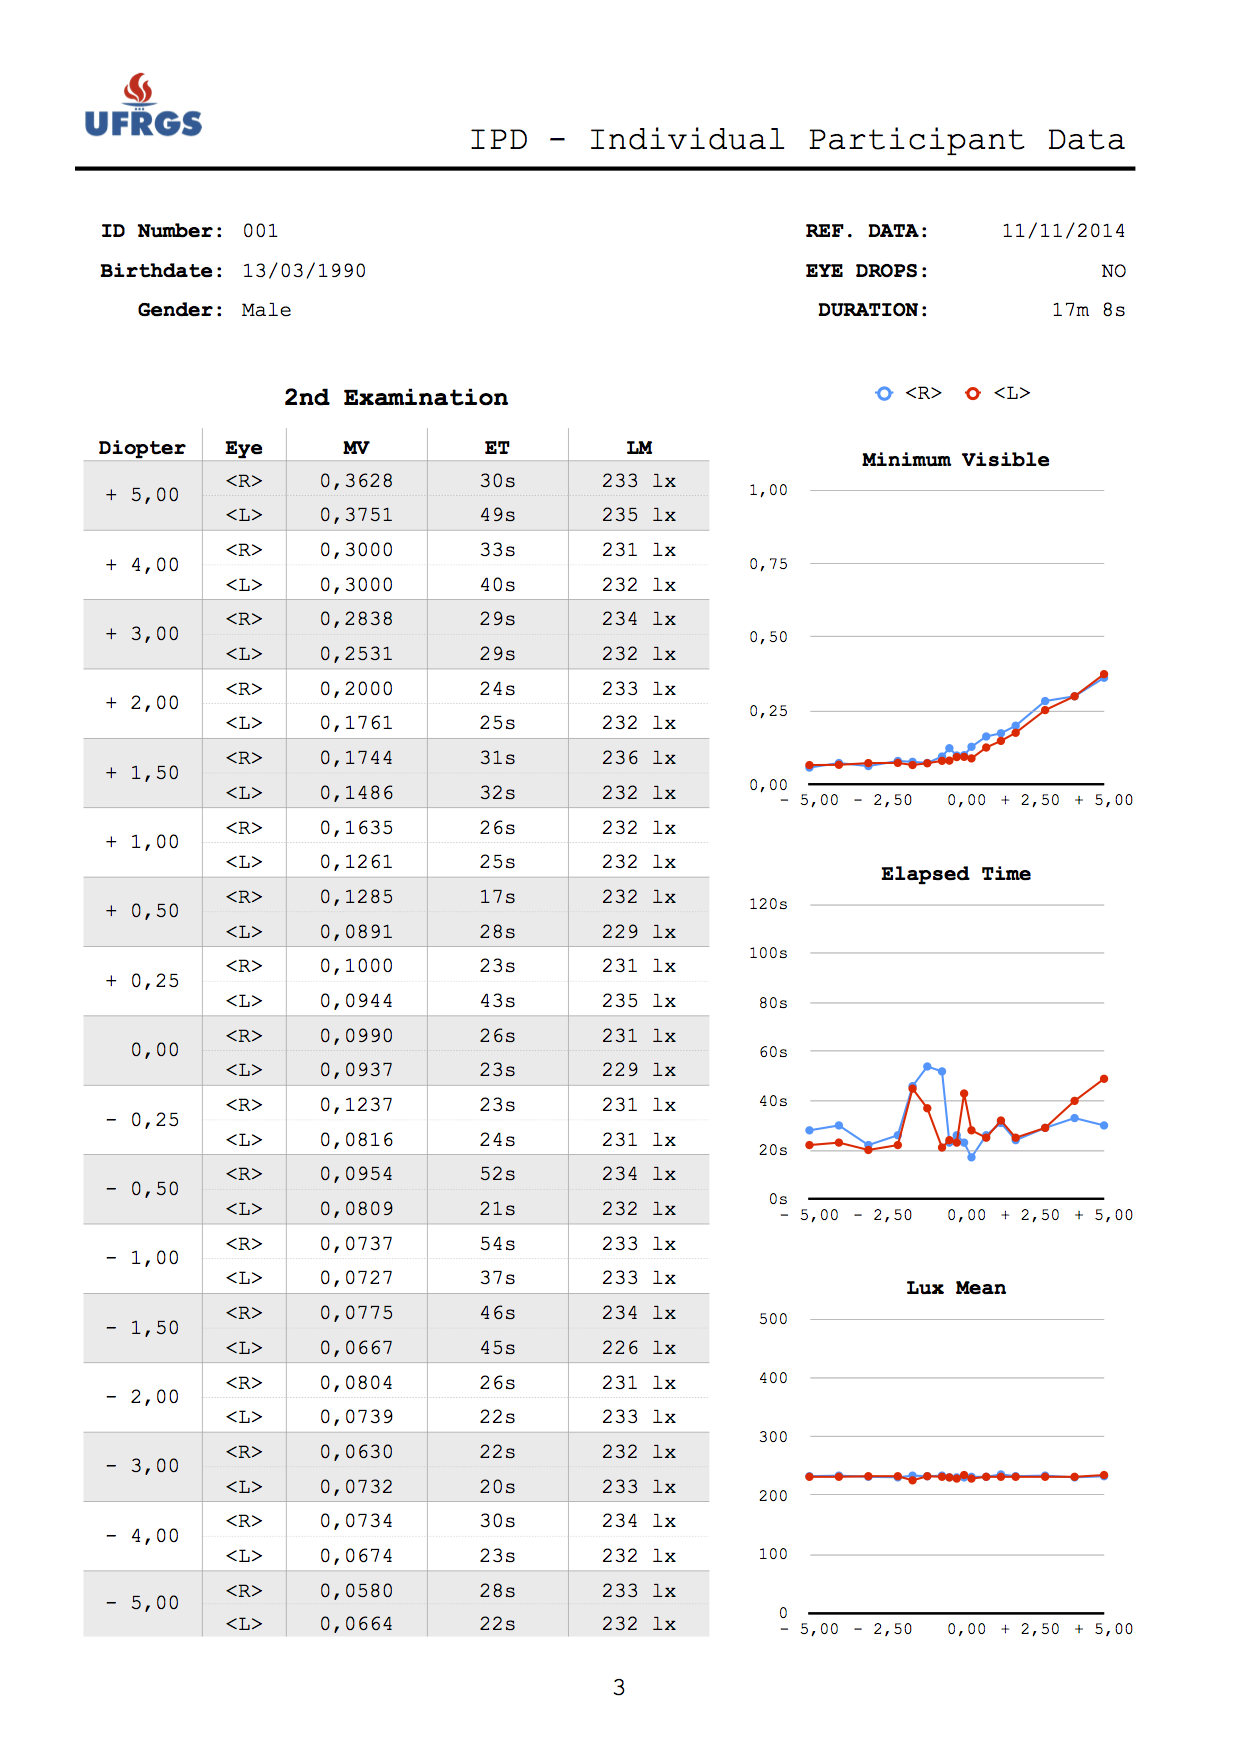 UFRGS
IPD - Individual Participant Data
ID Number: 001
REF. DATA: 11/11/2014
Birthdate: 13/03/1990
EYE DROPS: NO
Gender: Male
DURATION: 17m 8s
2nd Examination
Diopter Eye MV ET LM
+ 5,00
<R> 0,3628 30s 233 lx
<L> 0,3751 49s 235 lx
+ 4,00
<R> 0,3000 33s 231 lx
<L> 0,3000 40s 232 lx
+ 3,00
<R> 0,2838 29s 234 lx
<L> 0,2531 29s 232 lx
+ 2,00
<R> 0,2000 24s 233 lx
<L> 0,1761 25s 232 lx
+ 1,50
<R> 0,1744 31s 236 lx
<L> 0,1486 32s 232 lx
+ 1,00
<R> 0,1635 26s 232 lx
<L> 0,1261 25s 232 lx
+ 0,50
<R> 0,1285 17s 232 lx
<L> 0,0891 28s 229 lx
+ 0,25
<R> 0,1000 23s 231 lx
<L> 0,0944 43s 235 lx
0,00
<R> 0,0990 26s 231 lx
<L> 0,0937 23s 229 lx
- 0,25
<R> 0,1237 23s 231 lx
<L> 0,0816 24s 231 lx
- 0,50
<R> 0,0954 52s 234 lx
<L> 0,0809 21s 232 lx
- 1,00
<R> 0,0737 54s 233 lx
<L> 0,0727 37s 233 lx
- 1,50
<R> 0,0775 46s 234 lx
<L> 0,0667 45s 226 lx
- 2,00
<R> 0,0804 26s 231 lx
<L> 0,0739 22s 233 lx
- 3,00
<R> 0,0630 22s 232 lx
<L> 0,0732 20s 233 lx
- 4,00
<R> 0,0734 30s 234 lx
<L> 0,0674 23s 232 lx
- 5,00
<R> 0,0580 28s 233 lx
<L> 0,0664 22s 232 lx
<R> <L>
Minimum Visible
1,00
0,75
0,50
0,25
0,00
- 5,00 - 2,50 0,00 + 2,50 + 5,00
Elapsed Time
120s
100s
80s
60s
40s
20s
0s
- 5,00 - 2,50 0,00 + 2,50 + 5,00
Lux Mean
500
400
300
200
100
0
- 5,00 - 2,50 0,00 + 2,50 + 5,00
3